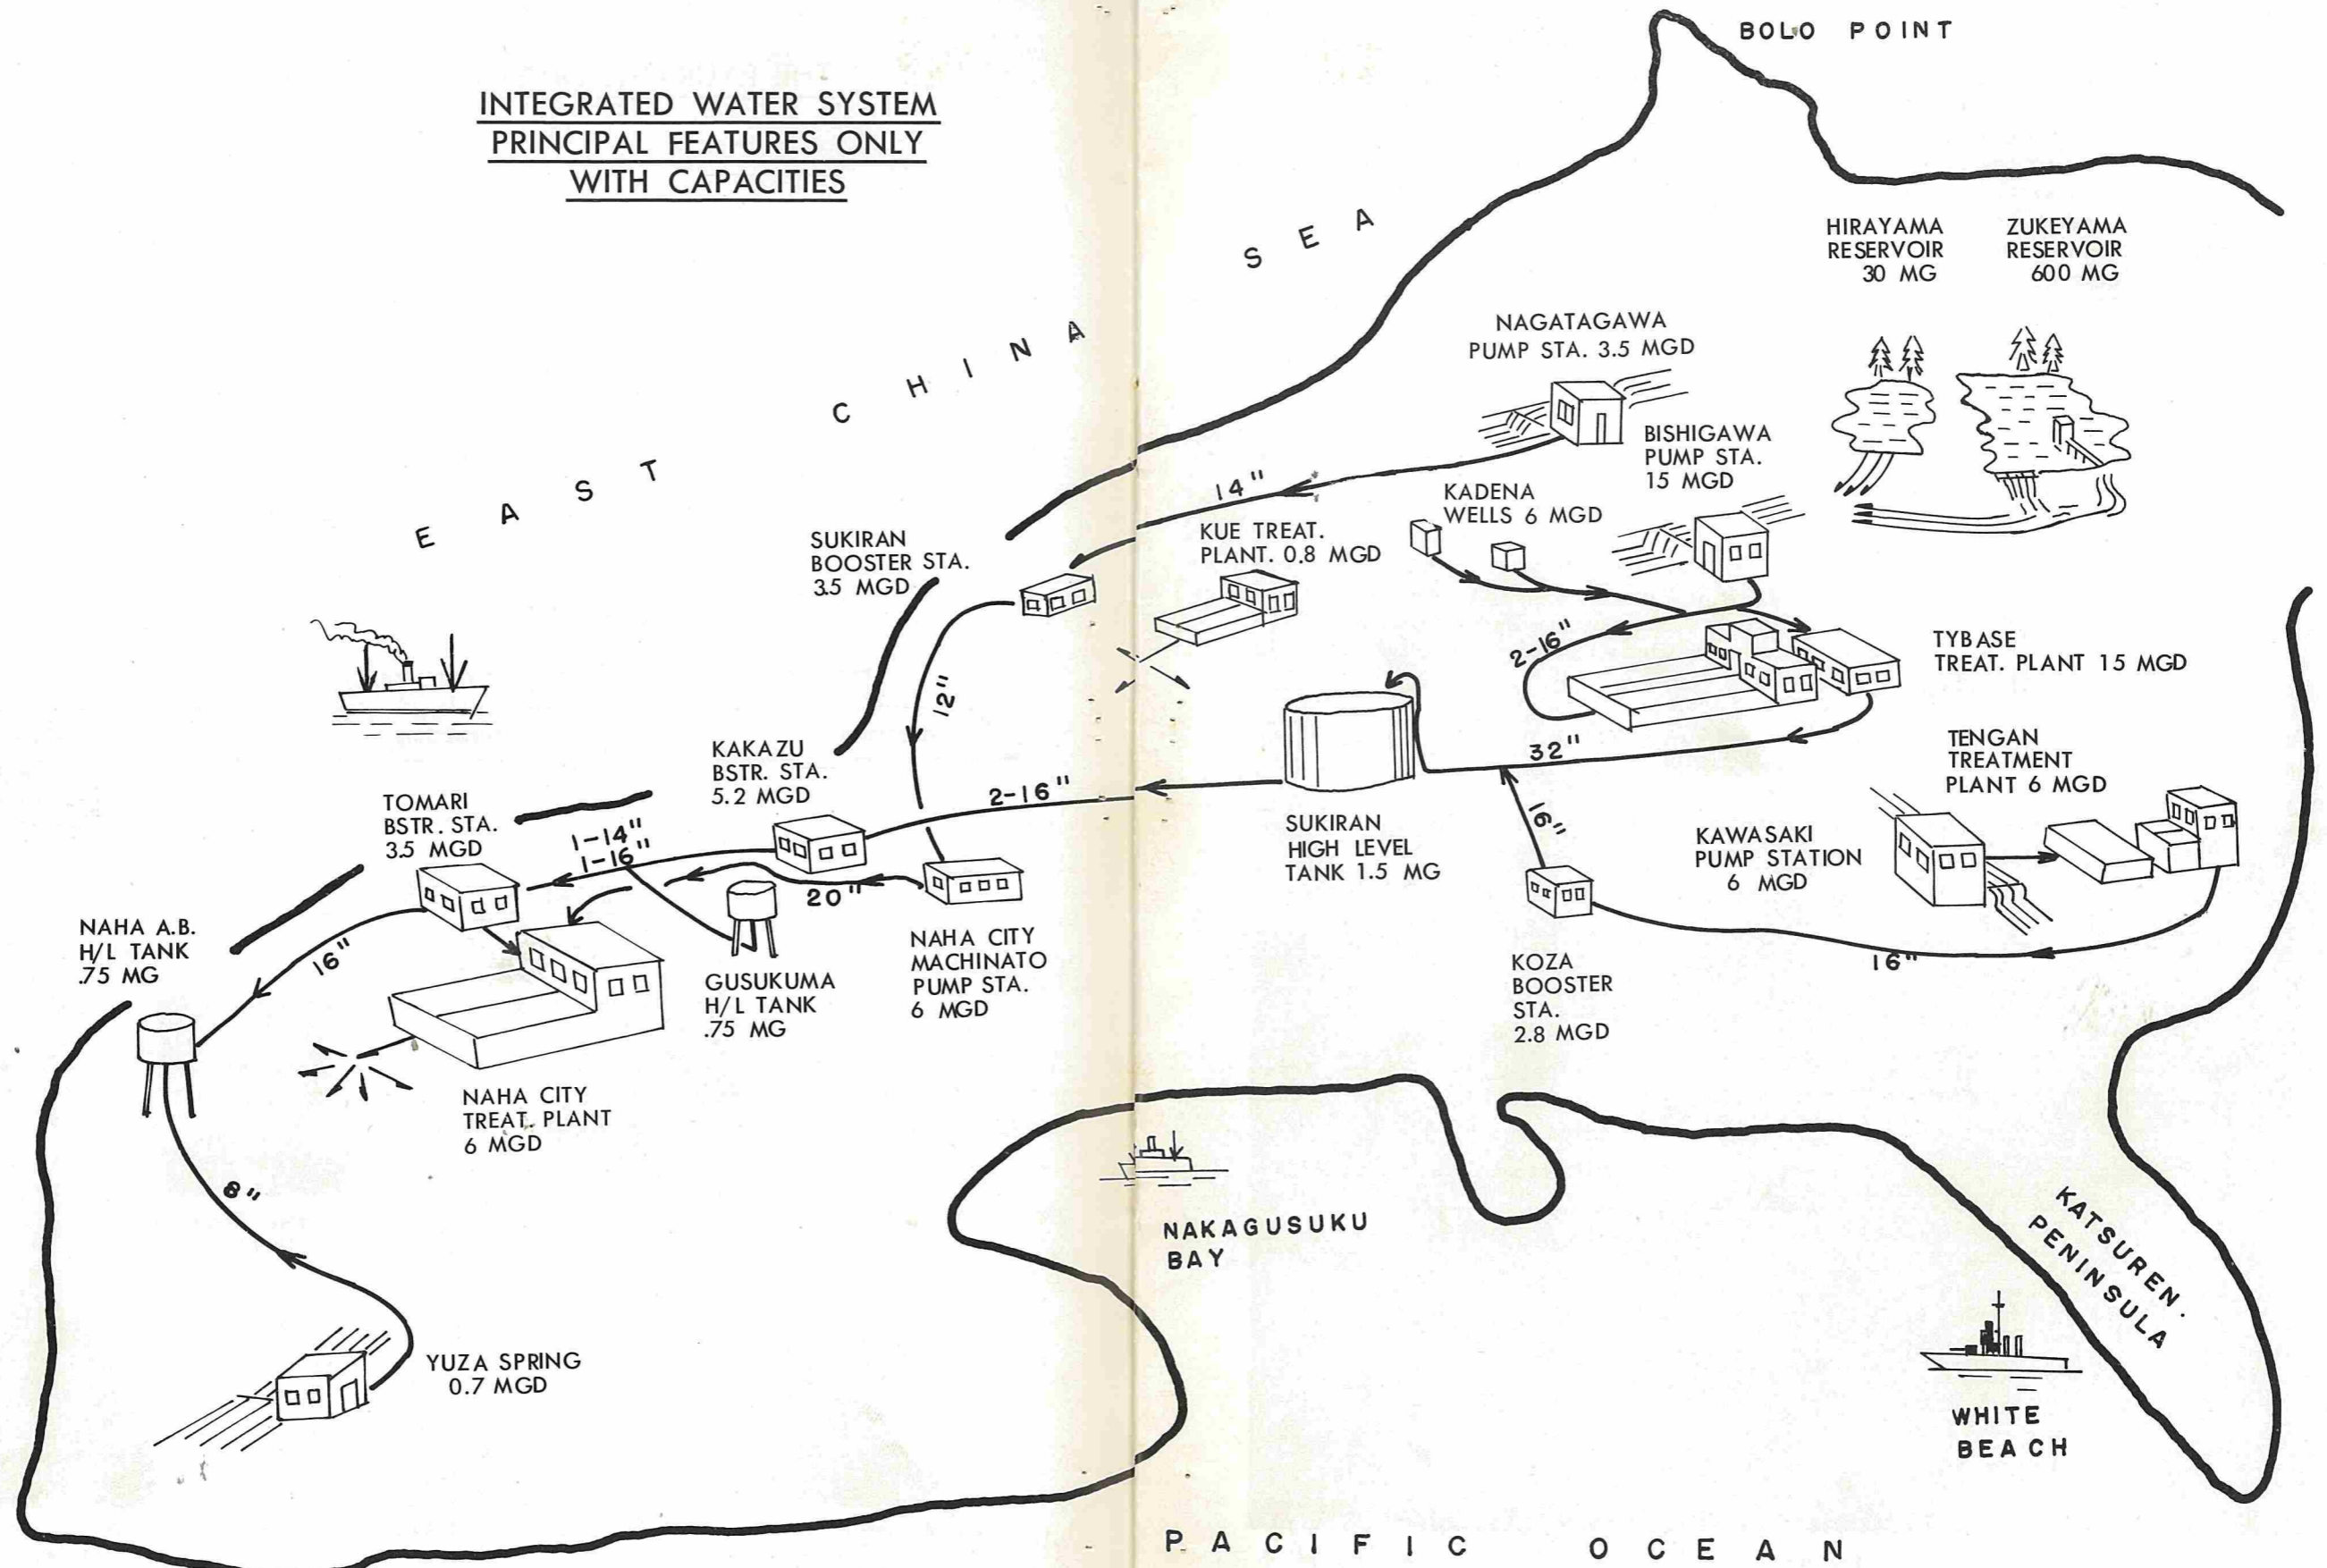 INTEGRATED WATER SYSTEM
PRINCIPAL FEATURES ONLY
WITH CAPACITIES
BOLO POINT
EAST CHINA SEA
HIRAYAMA
RESERVOIR
30 MG
ZUKEYAMA
RESERVOIR
600 MG
NAGATAGAWA
PUMP STA. 3.5 MGD
BISHIGAWA
PUMP STA.
15 MGD
14"
KADENA
WELLS 6 MGD
KUE TREAT.
PLANT. 0.8 MGD
SUKIRAN
BOOSTER STA.
3.5 MGD
12"
2-16"
TYBASE
TREAT. PLANT 15 MGD
32"
TENGAN
TREATMENT
PLANT 6 MGD
KAKAZU
BSTR. STA.
5.2 MGD
2-16"
TOMARI
BSTR. STA.
3.5 MGD
1-14"
1-16"
20"
SUKIRAN
HIGH LEVEL
TANK 1.5 MG
16"
KAWASAKI
PUMP STATION
6 MGD
NAHA A.B.
H/L TANK
.75 MG
16"
GUSUKUMA
H/L TANK
.75 MG
NAHA CITY
MACHINATO
PUMP STA.
6 MGD
KOZA
BOOSTER
STA.
2.8 MGD
16"
NAHA CITY
TREAT. PLANT
6 MGD
8"
NAKAGUSUKU
BAY
KATSUREN.
PENINSULA
YUZA SPRING
0.7 MGD
WHITE
BEACH
PACIFIC OCEAN